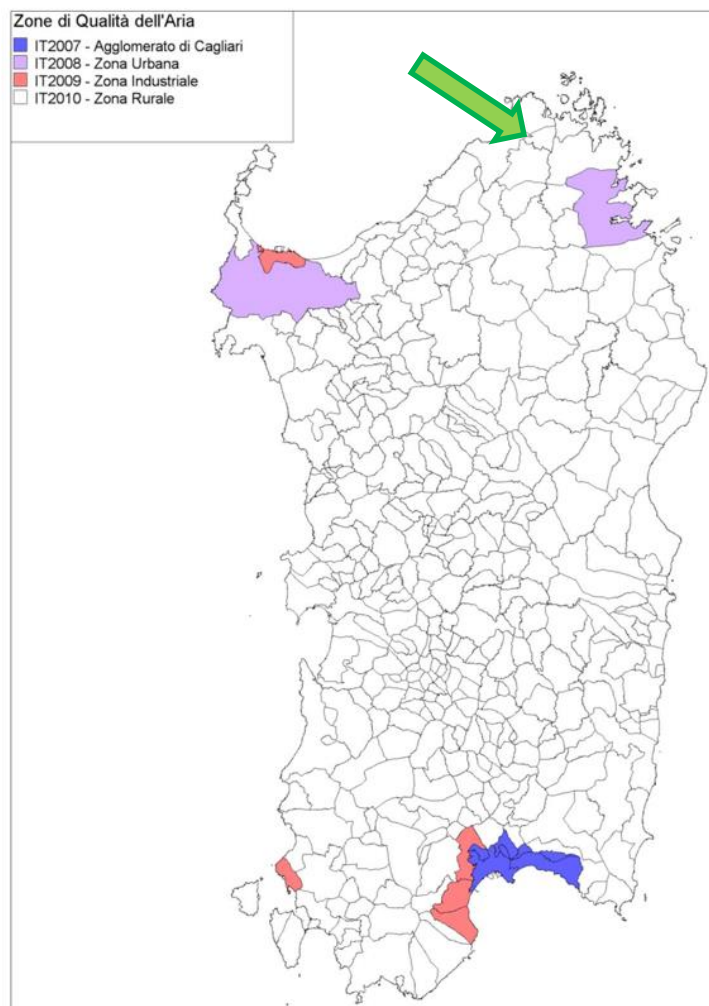 Zone di Qualità dell'Aria
IT2007 - Agglomerato di Cagliari
IT2008 - Zona Urbana
IT2009 - Zona Industriale
IT2010 - Zona Rurale